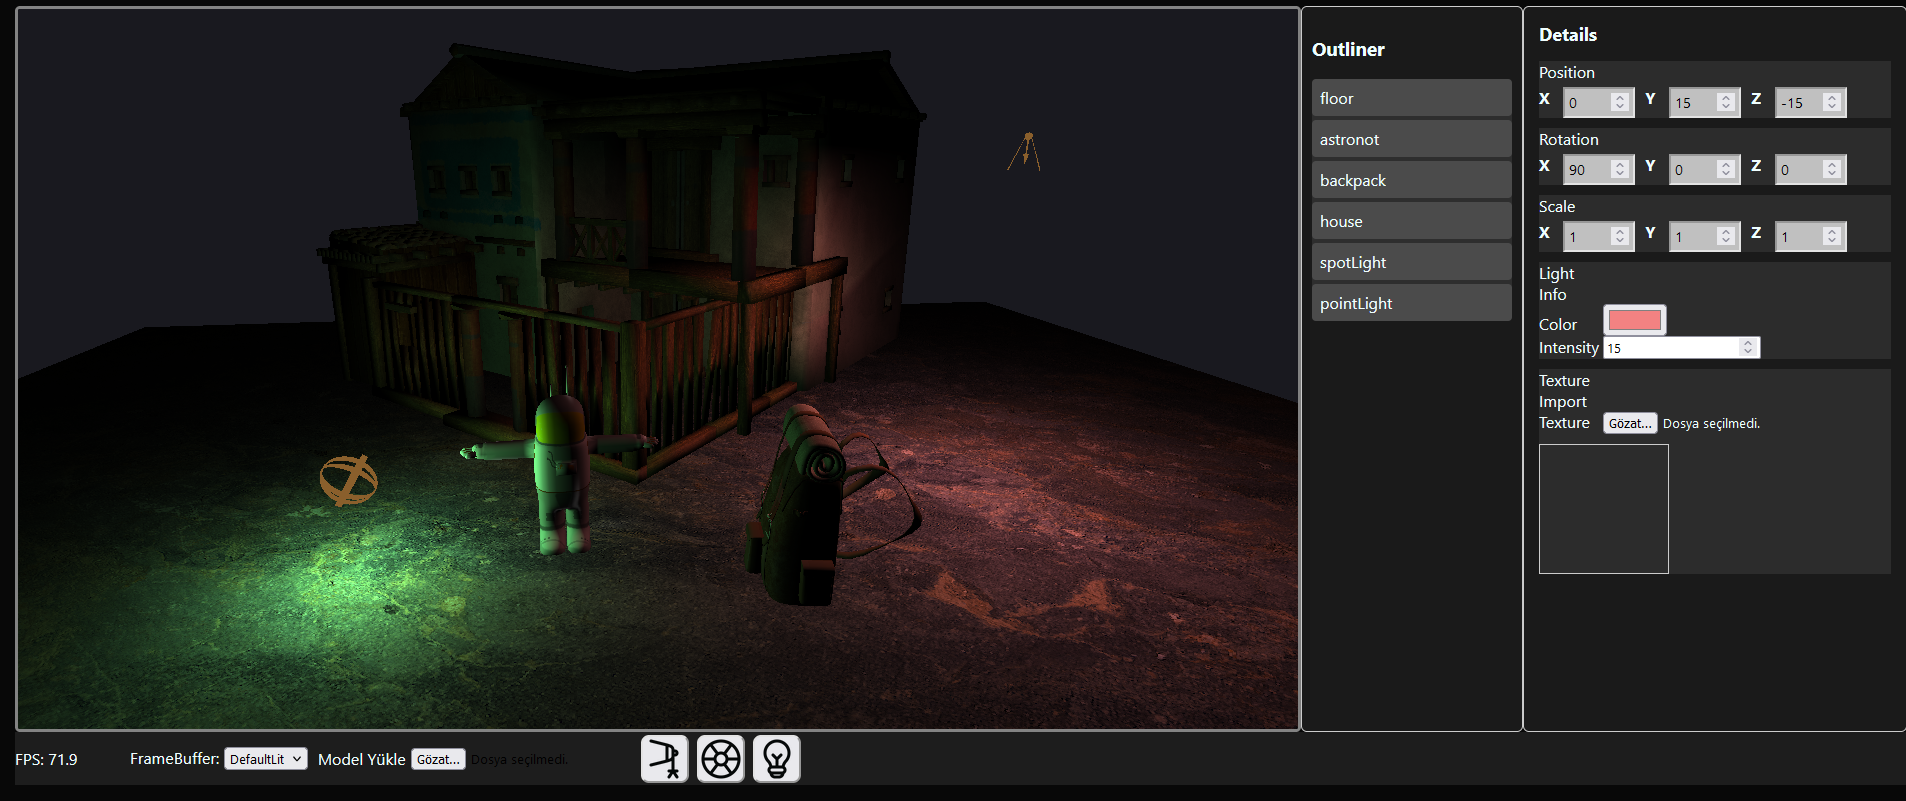 Outliner
floor
astronot
backpack
house
spotLight
pointLight
Details
Position
X 0 Y 15 Z -15
Rotation
X 90 Y 0 Z 0
Scale
X 1 Y 1 Z 1
Light
Info
Color
Intensity 15
Texture
Import
Texture Gözat... Dosya seçilmedi.
FPS: 71.9 FrameBuffer: DefaultLit Model Yükle Gözat... Dosya seçilmedi.